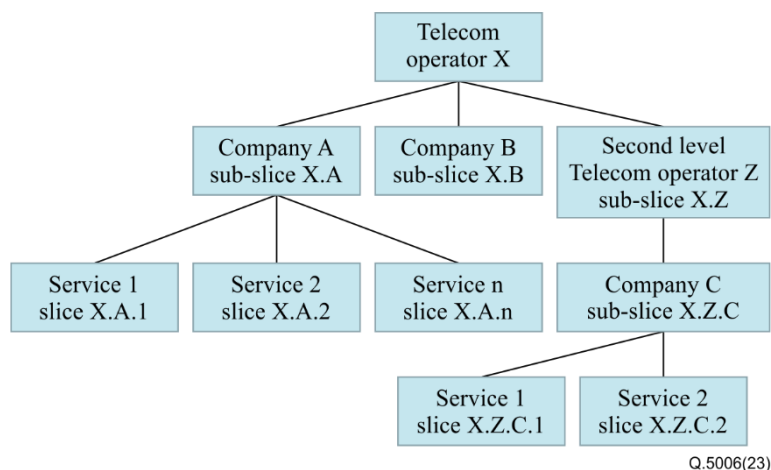 Telecom
operator X
Company A
sub-slice X.A
Company B
sub-slice X.B
Second level
Telecom operator Z
sub-slice X.Z
Service 1
slice X.A.1
Service 2
slice X.A.2
Service n
slice X.A.n
Company C
sub-slice X.Z.C
Service 1
slice X.Z.C.1
Service 2
slice X.Z.C.2
Q.5006(23)